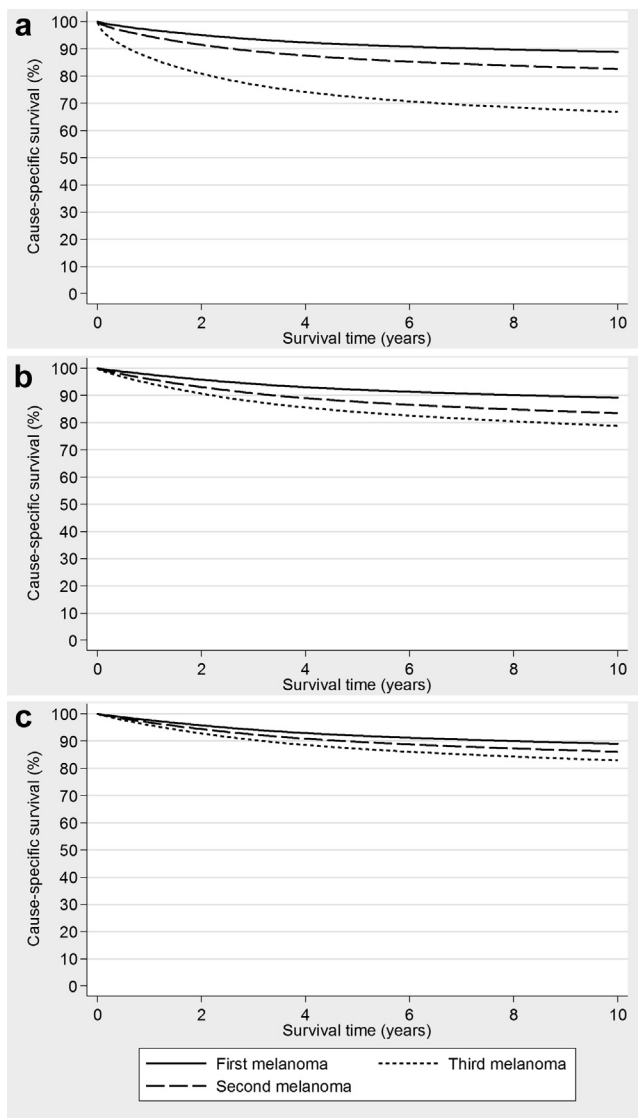 a
Cause-specific survival (%)
100
90
80
70
60
50
40
30
20
10
0
0 2 4 6 8 10
Survival time (years)
b
Cause-specific survival (%)
100
90
80
70
60
50
40
30
20
10
0
0 2 4 6 8 10
Survival time (years)
c
Cause-specific survival (%)
100
90
80
70
60
50
40
30
20
10
0
0 2 4 6 8 10
Survival time (years)
First melanoma Third melanoma
Second melanoma